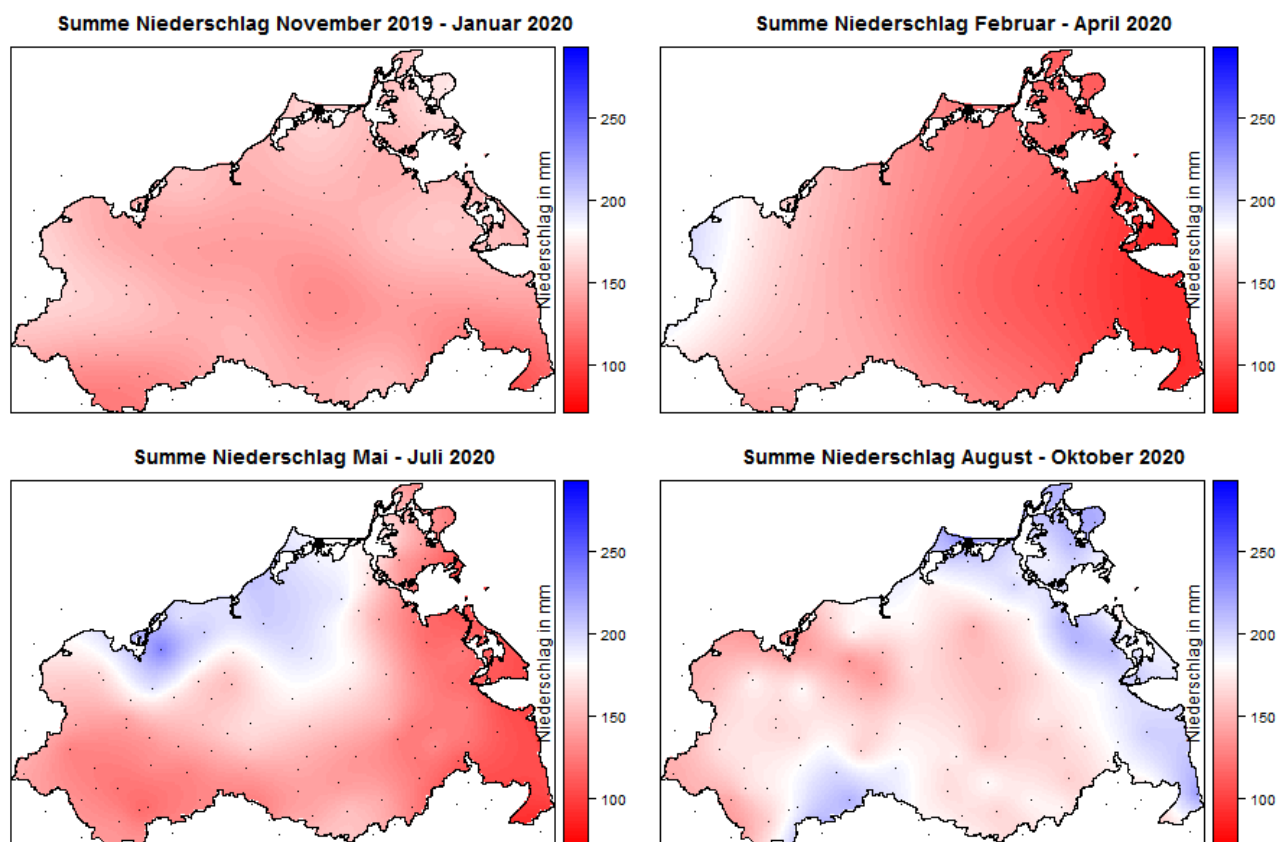 Summe Niederschlag November 2019 - Januar 2020
250
200
150
100
Niederschlag in mm
Summe Niederschlag Februar - April 2020
250
200
150
100
Niederschlag in mm
Summe Niederschlag Mai - Juli 2020
250
200
150
100
Niederschlag in mm
Summe Niederschlag August - Oktober 2020
250
200
150
100
Niederschlag in mm